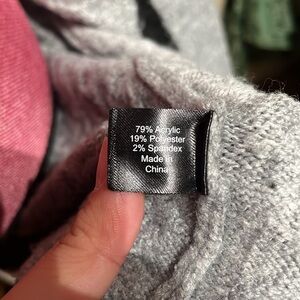 79% Acrylic
19% Polyester
2% Spandex
Made in
China